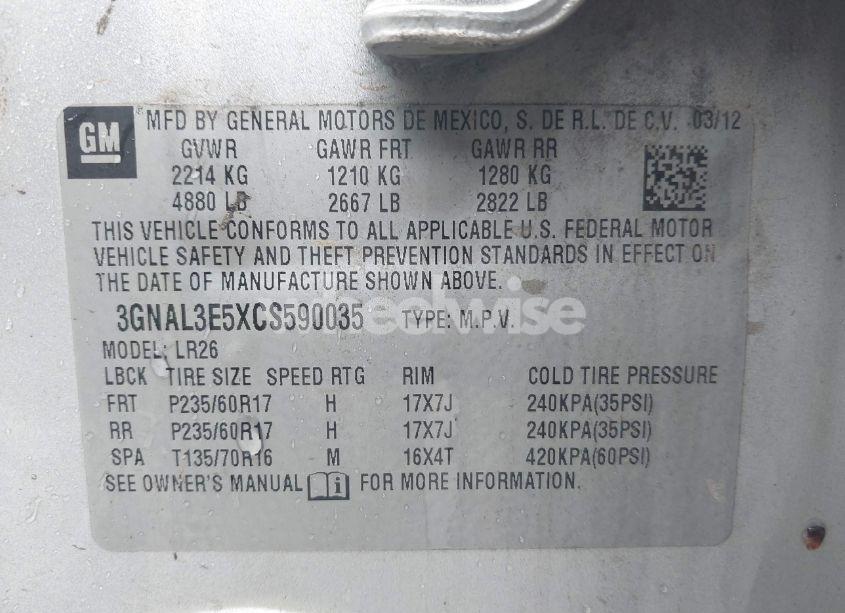 GM MFD BY GENERAL MOTORS DE MEXICO, S. DE R.L. DE C.V. 03/12
GVWR GAWR FRT GAWR RR
2214 KG 1210 KG 1280 KG
4880 LB 2667 LB 2822 LB
THIS VEHICLE CONFORMS TO ALL APPLICABLE U.S. FEDERAL MOTOR
VEHICLE SAFETY AND THEFT PREVENTION STANDARDS IN EFFECT ON
THE DATE OF MANUFACTURE SHOWN ABOVE.
3GNAL3E5XCS590035 TYPE: M.P.V.
MODEL: LR26
LBCK TIRE SIZE SPEED RTG RIM COLD TIRE PRESSURE
FRT P235/60R17 H 17X7J 240KPA(35PSI)
RR P235/60R17 H 17X7J 240KPA(35PSI)
SPA T135/70R16 M 16X4T 420KPA(60PSI)
SEE OWNER'S MANUAL i FOR MORE INFORMATION.